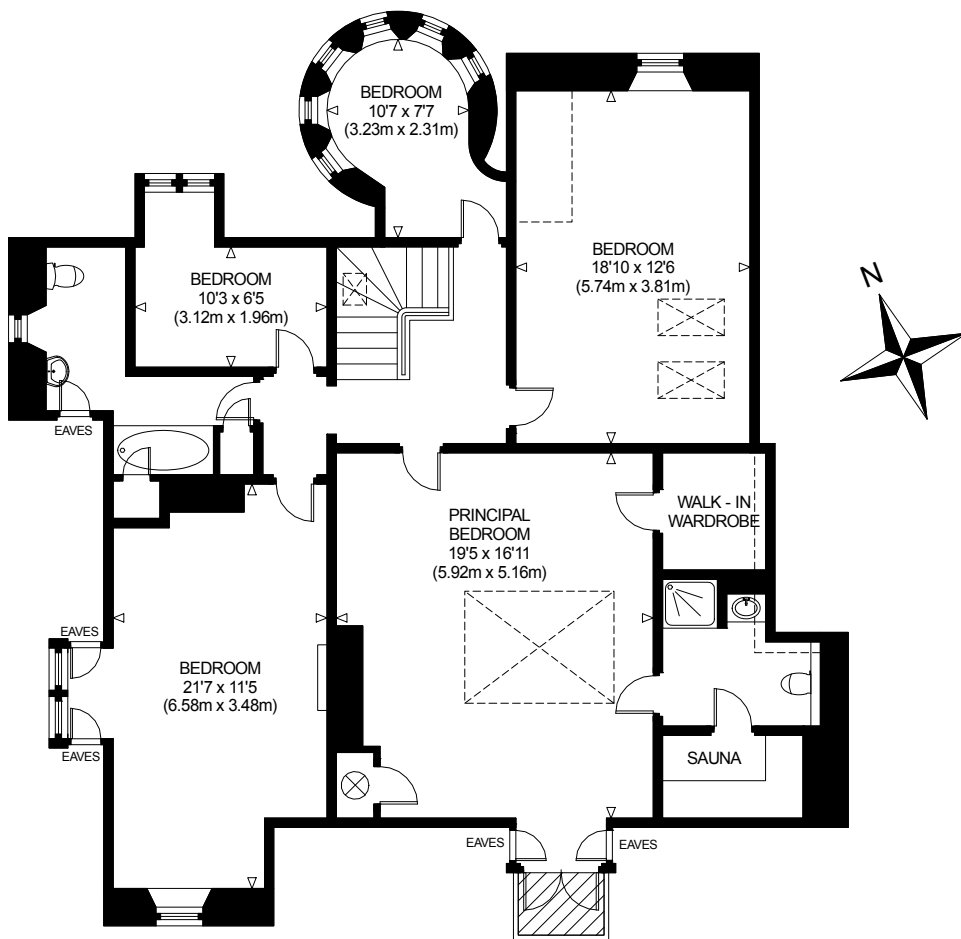 BEDROOM
10'7 x 7'7
(3.23m x 2.31m)
BEDROOM
18'10 x 12'6
(5.74m x 3.81m)
N
BEDROOM
10'3 x 6'5
(3.12m x 1.96m)
EAVES
WALK - IN
WARDROBE
PRINCIPAL
BEDROOM
19'5 x 16'11
(5.92m x 5.16m)
EAVES
BEDROOM
21'7 x 11'5
(6.58m x 3.48m)
EAVES
SAUNA
EAVES
EAVES